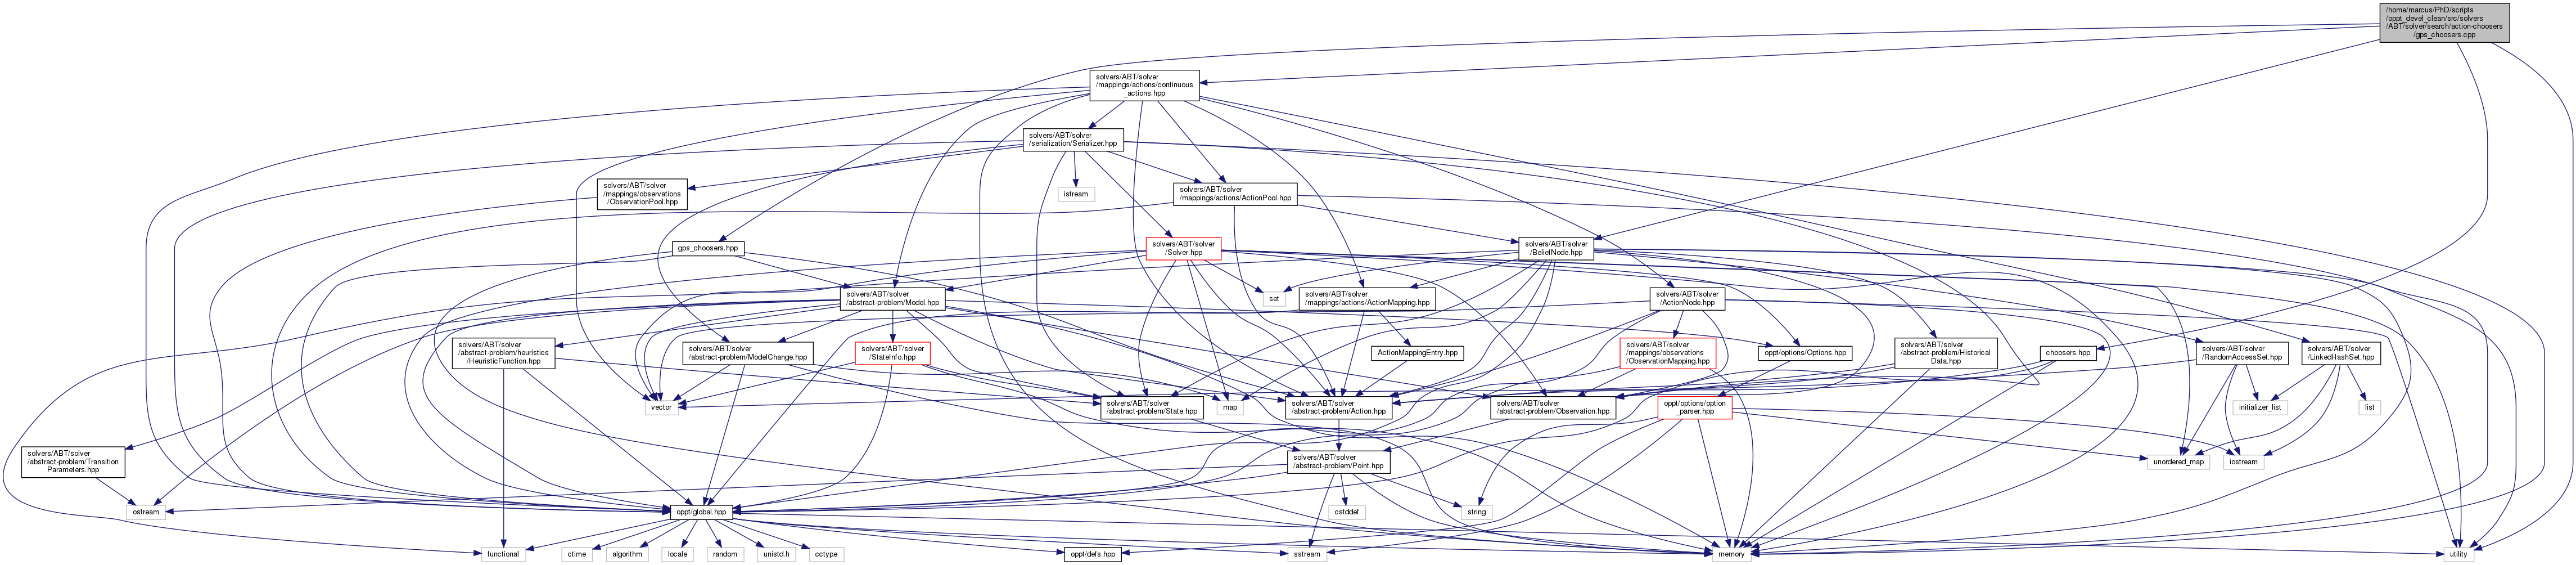 /home/marcus/PhD/scripts
/oppt_devel_clean/src/solvers
/ABT/solver/search/action-choosers
/gps_choosers.cpp
solvers/ABT/solver
/mappings/actions/continuous
_actions.hpp
solvers/ABT/solver
/serialization/Serializer.hpp
solvers/ABT/solver
/mappings/observations
/ObservationPool.hpp
istream
solvers/ABT/solver
/mappings/actions/ActionPool.hpp
gps_choosers.hpp
solvers/ABT/solver
/Solver.hpp
solvers/ABT/solver
/BeliefNode.hpp
solvers/ABT/solver
/abstract-problem/Model.hpp
set
solvers/ABT/solver
/mappings/actions/ActionMapping.hpp
solvers/ABT/solver
/ActionNode.hpp
solvers/ABT/solver
/abstract-problem/heuristics
/HeuristicFunction.hpp
solvers/ABT/solver
/abstract-problem/ModelChange.hpp
solvers/ABT/solver
/StateInfo.hpp
ActionMappingEntry.hpp
solvers/ABT/solver
/mappings/observations
/ObservationMapping.hpp
oppt/options/Options.hpp
solvers/ABT/solver
/abstract-problem/Historical
Data.hpp
choosers.hpp
solvers/ABT/solver
/RandomAccessSet.hpp
solvers/ABT/solver
/LinkedHashSet.hpp
vector
solvers/ABT/solver
/abstract-problem/State.hpp
map
solvers/ABT/solver
/abstract-problem/Action.hpp
solvers/ABT/solver
/abstract-problem/Observation.hpp
oppt/options/option
_parser.hpp
initializer_list
list
solvers/ABT/solver
/abstract-problem/Transition
Parameters.hpp
solvers/ABT/solver
/abstract-problem/Point.hpp
unordered_map
iostream
ostream
oppt/global.hpp
cstddef
string
functional
ctime
algorithm
locale
random
unistd.h
cctype
oppt/defs.hpp
sstream
memory
utility